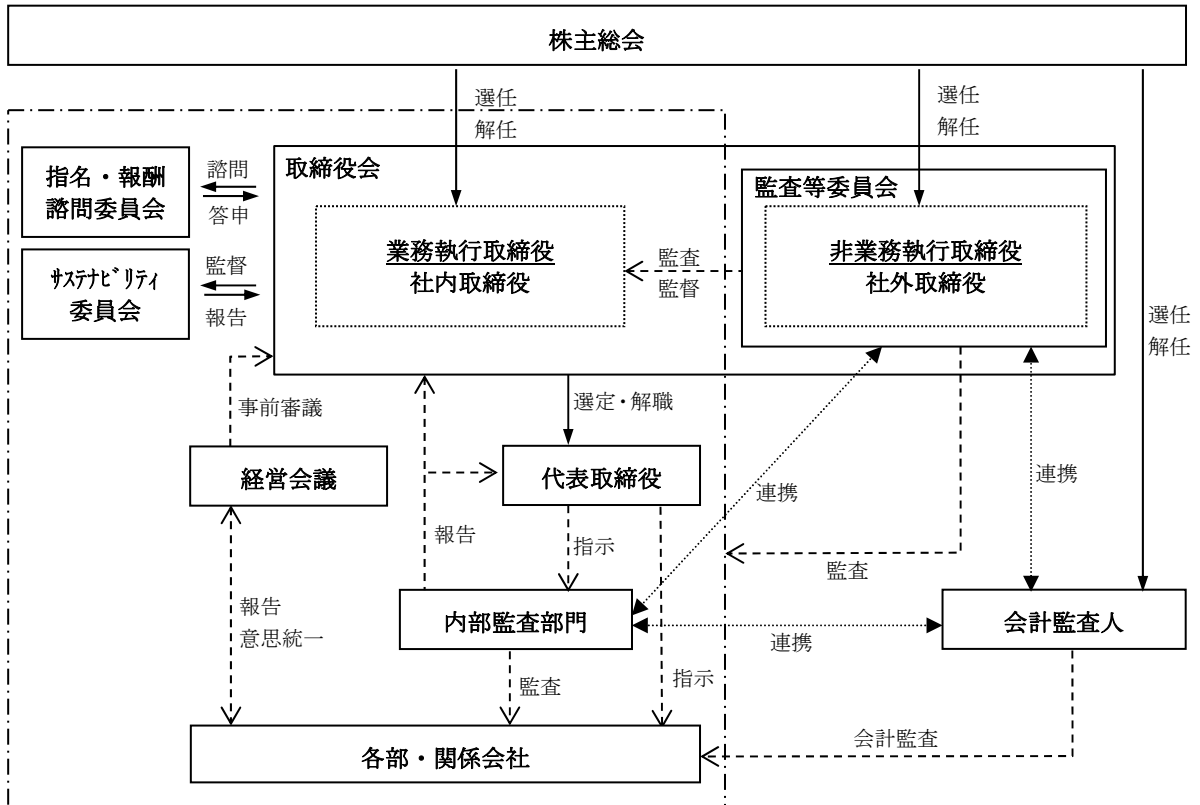 株主総会
選任
解任
選任
解任
指名・報酬
諮問委員会
諮問
答申
取締役会
監査等委員会
業務執行取締役
社内取締役
監査
監督
非業務執行取締役
社外取締役
ｻｽﾃﾅﾋﾞﾘﾃｨ
委員会
監督
報告
選任
解任
事前審議
選定・解職
経営会議
代表取締役
連携
連携
報告
指示
監査
報告
意思統一
内部監査部門
会計監査人
連携
監査
指示
会計監査
各部・関係会社